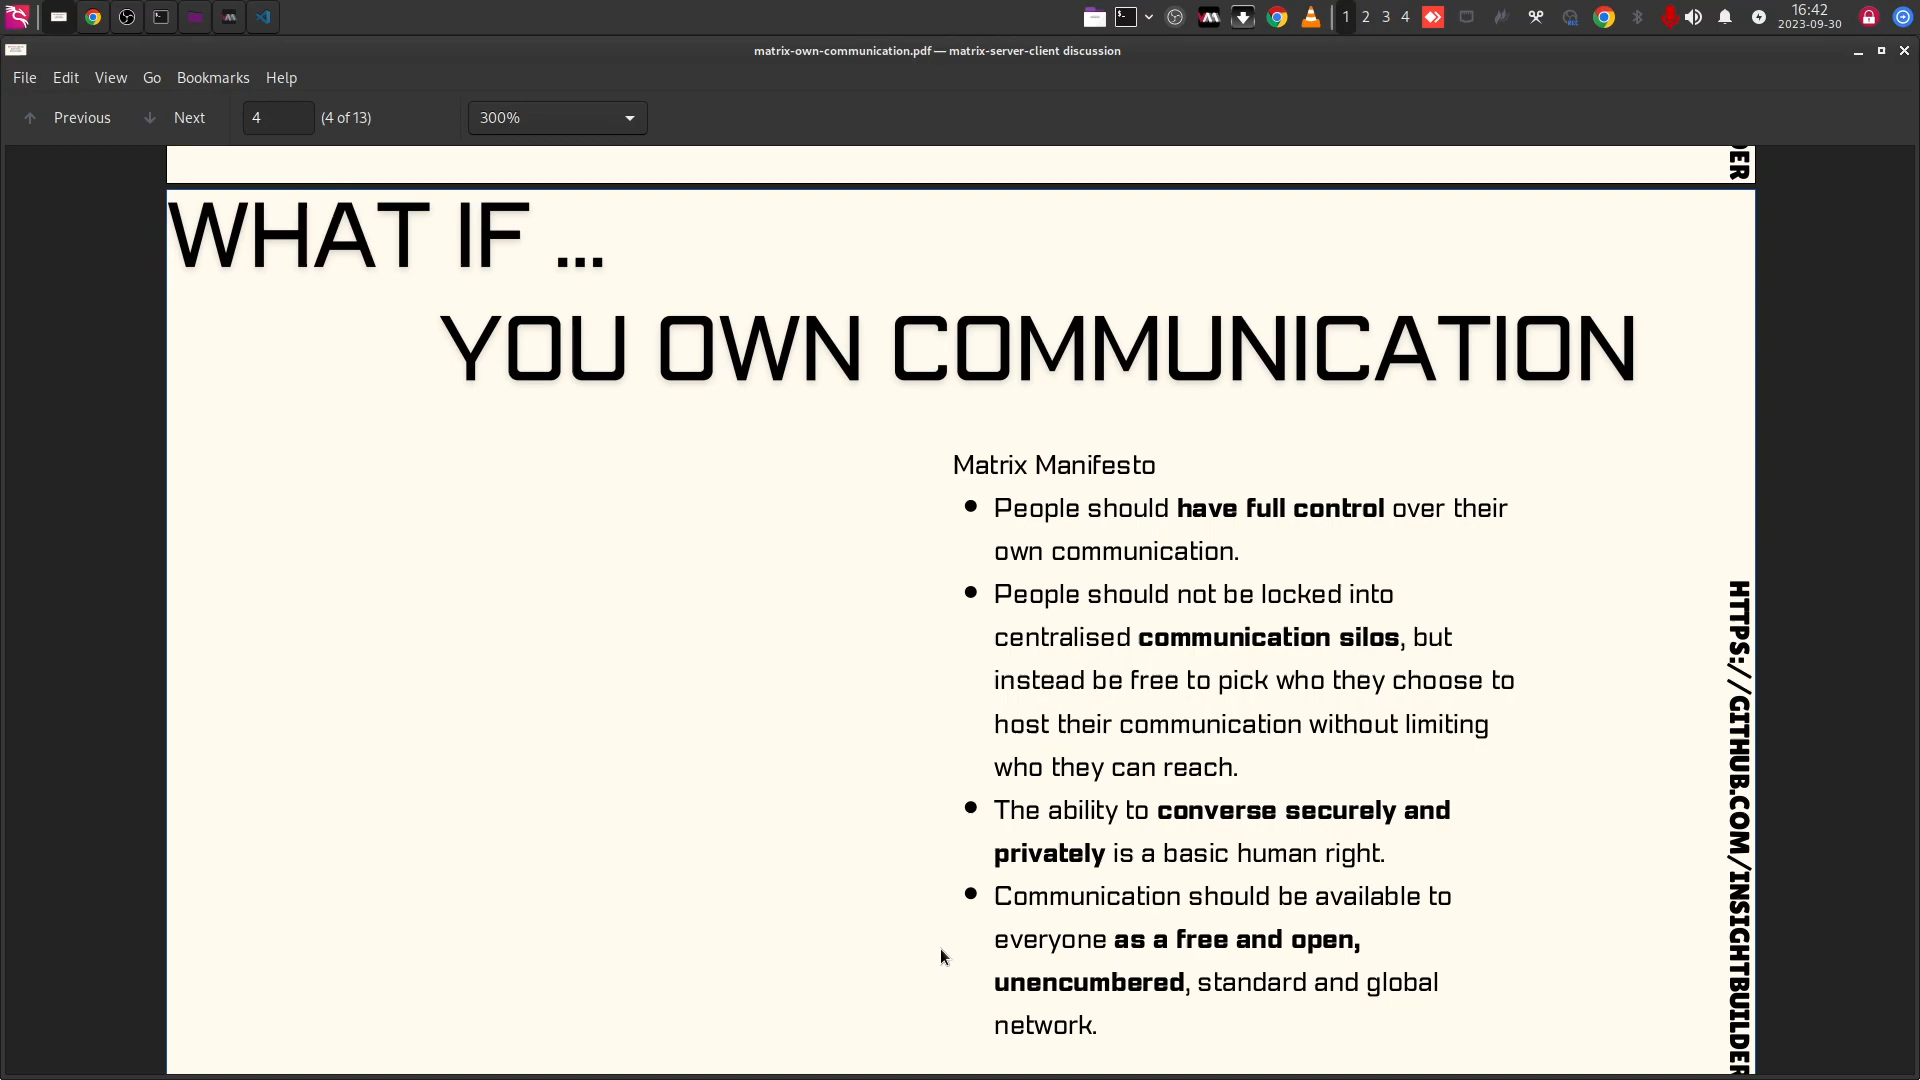 16:42
1 2 3 4
2023-09-30
matrix-own-communication.pdf — matrix-server-client discussion
File Edit View Go Bookmarks Help
Previous Next 4 (4 of 13) 300%
DER
WHAT IF ...
YOU OWN COMMUNICATION
Matrix Manifesto
• People should have full control over their
own communication.
• People should not be locked into
centralised communication silos, but
instead be free to pick who they choose to
host their communication without limiting
who they can reach.
• The ability to converse securely and
privately is a basic human right.
• Communication should be available to
everyone as a free and open,
unencumbered, standard and global
network.
HTTPS://GITHUB.COM/INSIGHTBUILDER